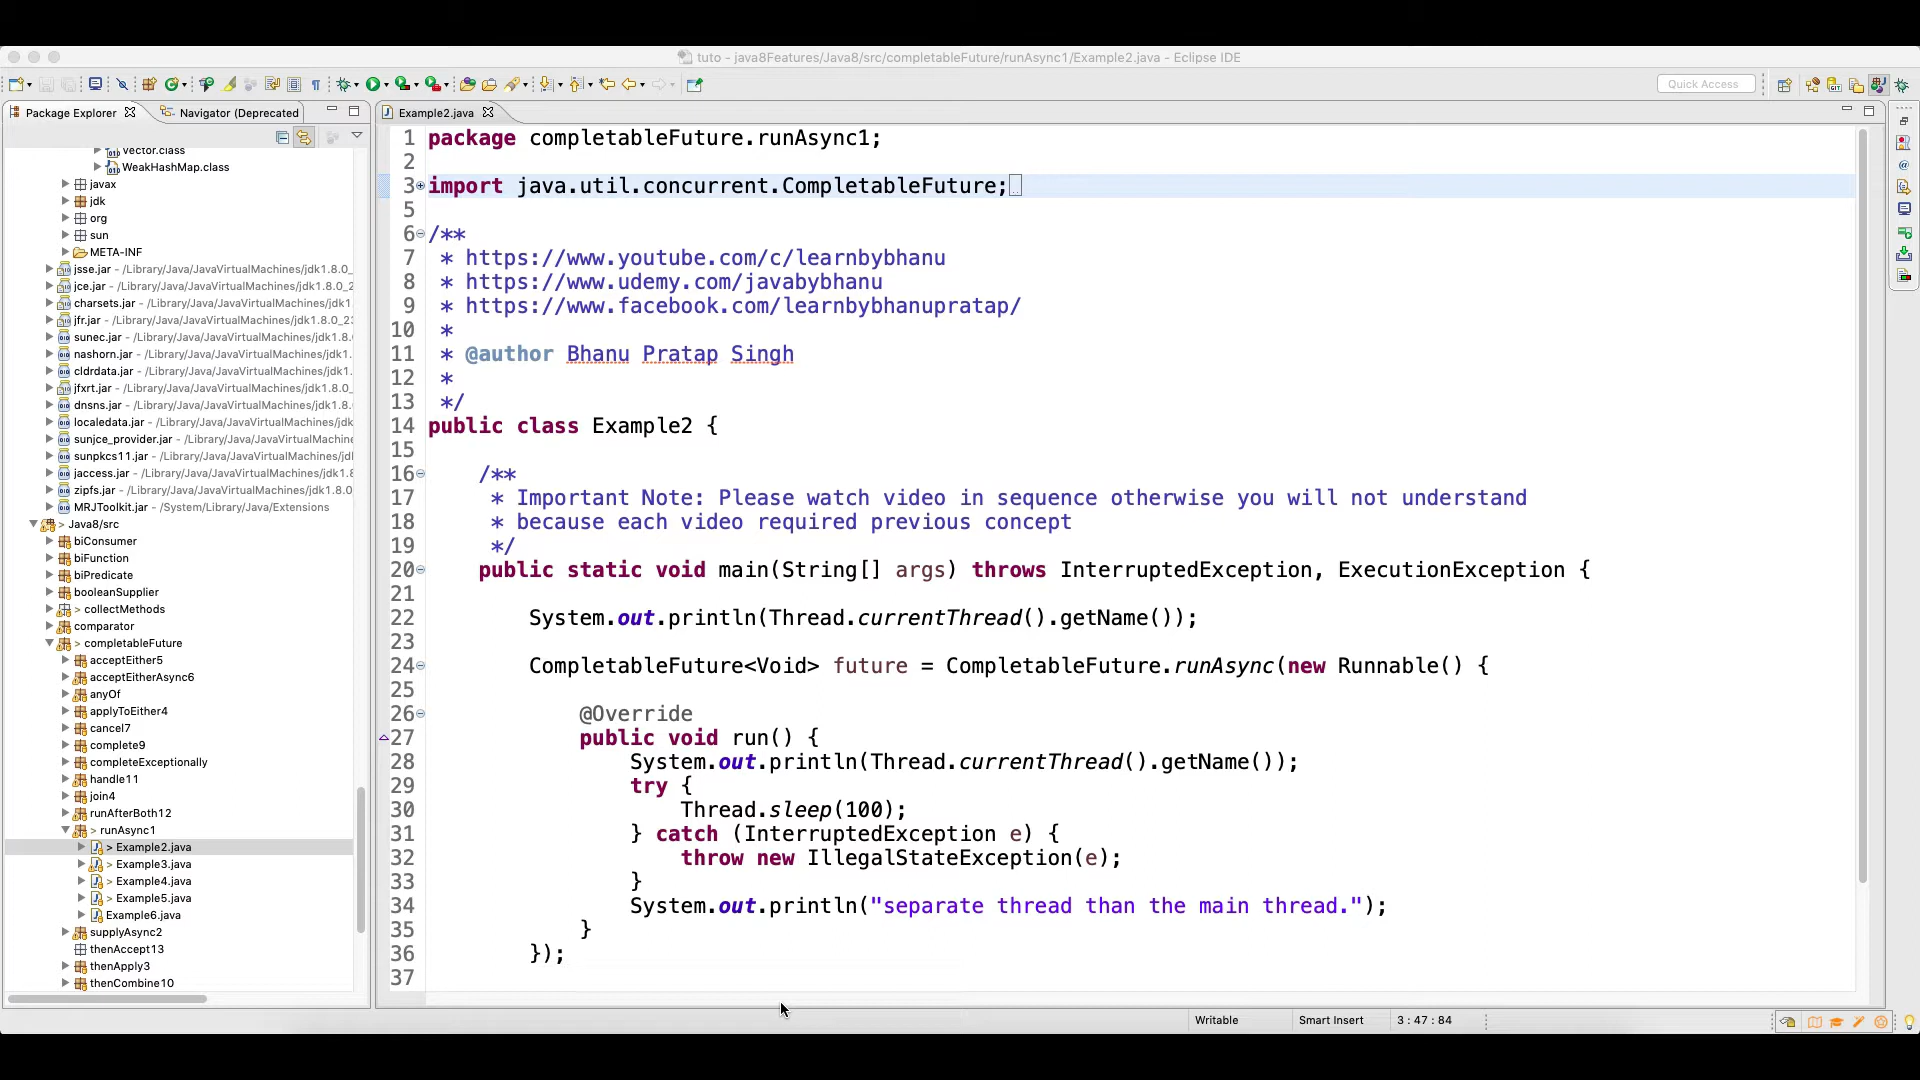 tuto - java8Features/Java8/src/completableFuture/runAsync1/Example2.java - Eclipse IDE
Quick Access
Package Explorer
Navigator (Deprecated
Vector.class
WeakHashMap.class
javax
jdk
org
sun
META-INF
jsse.jar - /Library/Java/JavaVirtualMachines/jdk1.8.0_
jce.jar - /Library/Java/JavaVirtualMachines/jdk1.8.0_2
charsets.jar - /Library/Java/JavaVirtualMachines/jdk1
jfr.jar - /Library/Java/JavaVirtualMachines/jdk1.8.0_23
sunec.jar - /Library/Java/JavaVirtualMachines/jdk1.8.
nashorn.jar - /Library/Java/JavaVirtualMachines/jdk1.
cldrdata.jar - /Library/Java/JavaVirtualMachines/jdk1.
jfxrt.jar - /Library/Java/JavaVirtualMachines/jdk1.8.0_
dnsns.jar - /Library/Java/JavaVirtualMachines/jdk1.8.
localedata.jar - /Library/Java/JavaVirtualMachines/jdk
sunjce_provider.jar - /Library/Java/JavaVirtualMachine
sunpkcs11.jar - /Library/Java/JavaVirtualMachines/jd
jaccess.jar - /Library/Java/JavaVirtualMachines/jdk1.8
zipfs.jar - /Library/Java/JavaVirtualMachines/jdk1.8.0
MRJToolkit.jar - /System/Library/Java/Extensions
> Java8/src
biConsumer
biFunction
biPredicate
booleanSupplier
> collectMethods
comparator
> completableFuture
acceptEither5
acceptEitherAsync6
anyOf
applyToEither4
cancel7
complete9
completeExceptionally
handle11
join4
runAfterBoth12
> runAsync1
> Example2.java
> Example3.java
> Example4.java
> Example5.java
Example6.java
supplyAsync2
thenAccept13
thenApply3
thenCombine10
Example2.java
1 package completableFuture.runAsync1;
2
3 import java.util.concurrent.CompletableFuture;
5
6 /**
7 * https://www.youtube.com/c/learnbybhanu
8 * https://www.udemy.com/javabybhanu
9 * https://www.facebook.com/learnbybhanupratap/
10 *
11 * @author Bhanu Pratap Singh
12 *
13 */
14 public class Example2 {
15
16 /**
17 * Important Note: Please watch video in sequence otherwise you will not understand
18 * because each video required previous concept
19 */
20 public static void main(String[] args) throws InterruptedException, ExecutionException {
21
22 System.out.println(Thread.currentThread().getName());
23
24 CompletableFuture<Void> future = CompletableFuture.runAsync(new Runnable() {
25
26 @Override
27 public void run() {
28 System.out.println(Thread.currentThread().getName());
29 try {
30 Thread.sleep(100);
31 } catch (InterruptedException e) {
32 throw new IllegalStateException(e);
33 }
34 System.out.println("separate thread than the main thread.");
35 }
36 });
37
Writable
Smart Insert
3 : 47 : 84